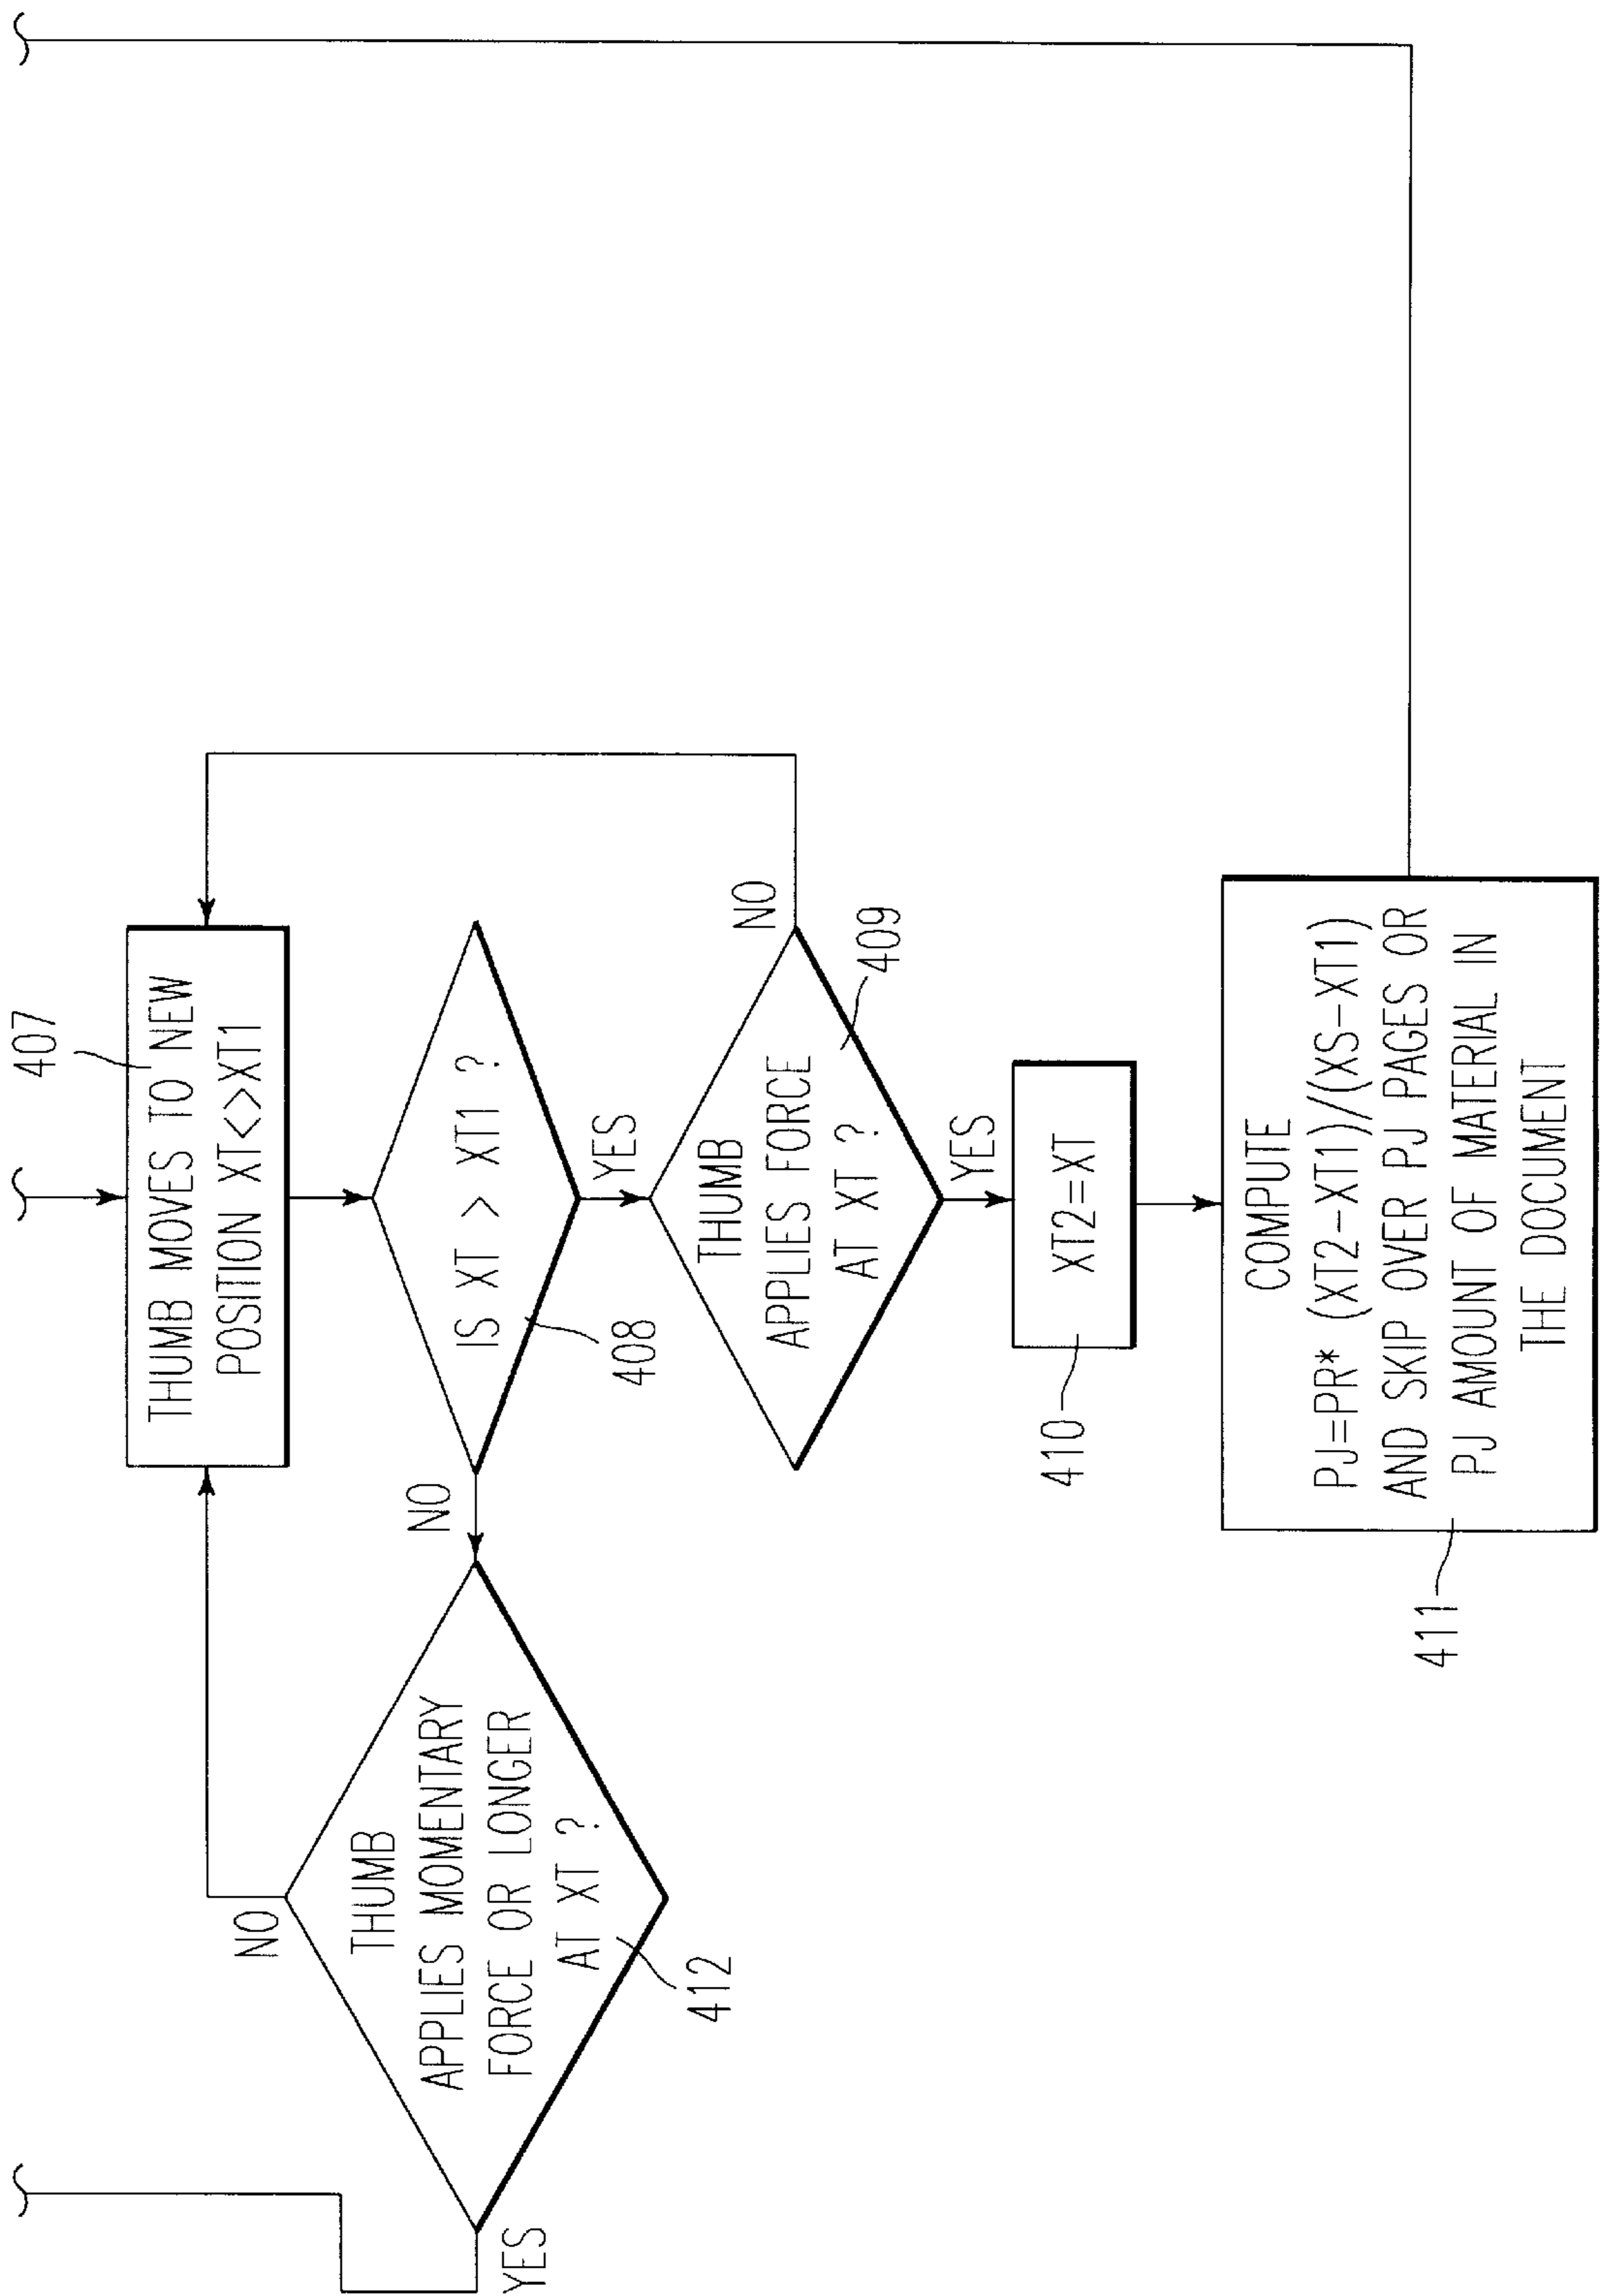 407
THUMB MOVES TO NEW
POSITION XT<>XT1
IS XT > XT1 ?
408
NO
YES
THUMB
APPLIES MOMENTARY
FORCE OR LONGER
AT XT ?
412
NO
YES
THUMB
APPLIES FORCE
AT XT ?
409
NO
YES
XT2=XT
410
COMPUTE
PJ=PR* (XT2-XT1)/(XS-XT1)
AND SKIP OVER PJ PAGES OR
PJ AMOUNT OF MATERIAL IN
THE DOCUMENT
411